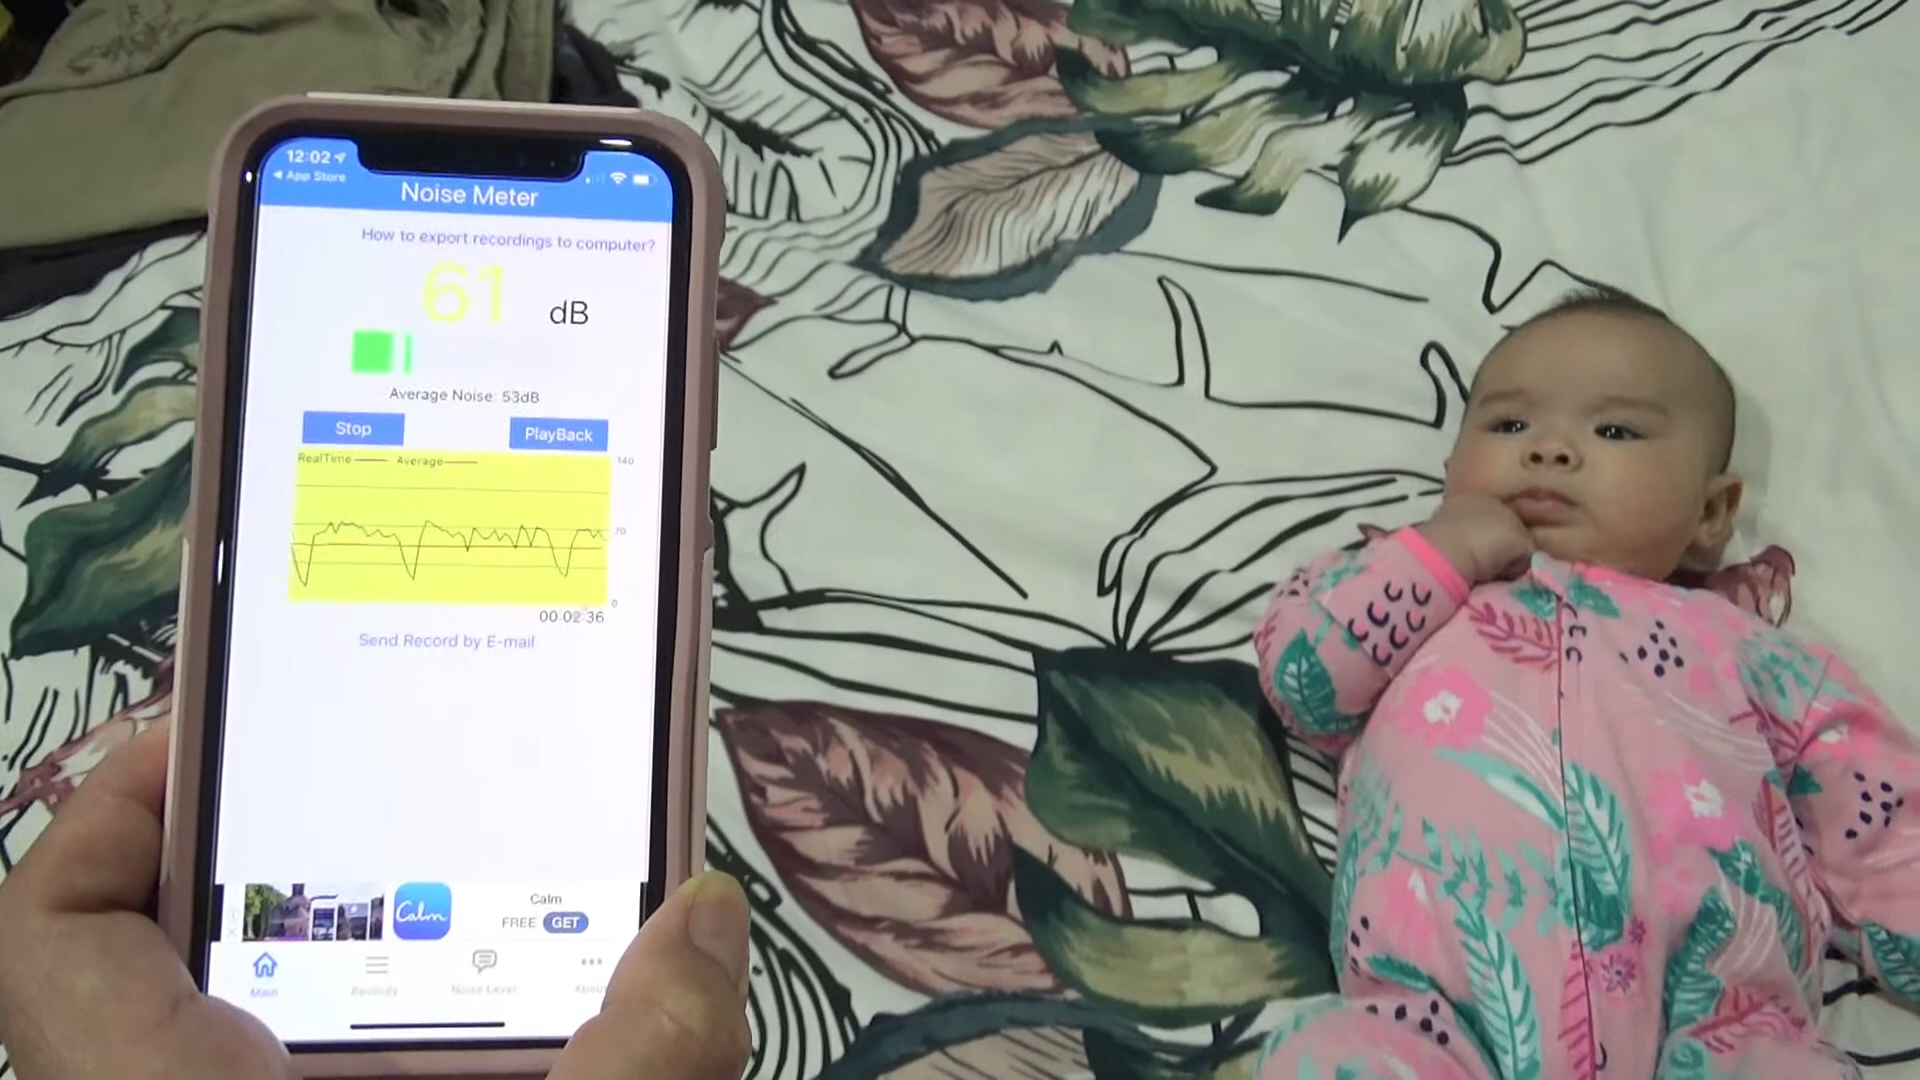 12:02
App Store
Noise Meter
How to export recordings to computer?
61 dB
Average Noise: 53dB
Stop PlayBack
RealTime Average 140
70
0
00:02:36
Send Record by E-mail
Calm
Calm
FREE GET
Main Records Noise Level About